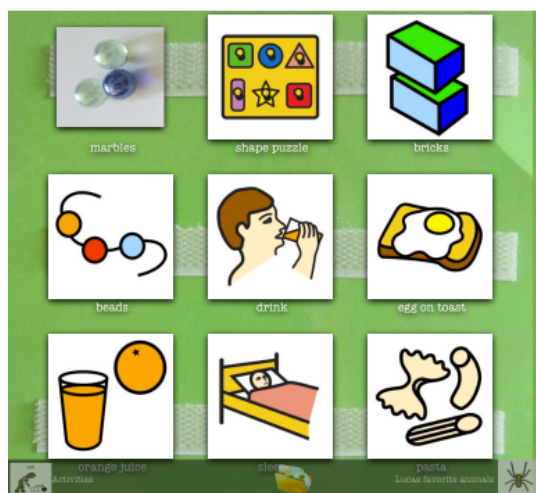 marbles
shape puzzle
bricks
beads
drink
egg on toast
orange juice
sleep
pasta
Activities
Lucas favorite animals